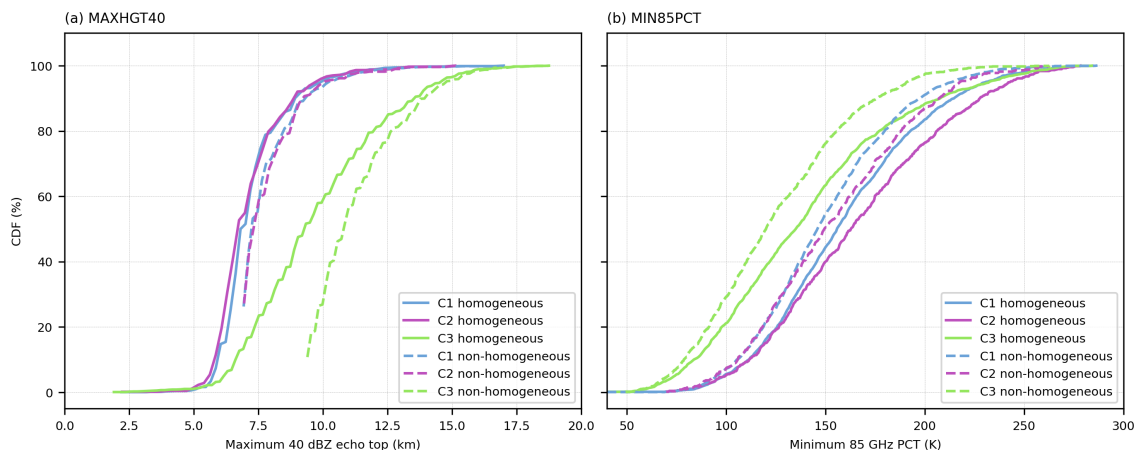 (a) MAXHGT40
(b) MIN85PCT
CDF (%)
100
80
60
40
20
0
C1 homogeneous
C2 homogeneous
C3 homogeneous
C1 non-homogeneous
C2 non-homogeneous
C3 non-homogeneous
C1 homogeneous
C2 homogeneous
C3 homogeneous
C1 non-homogeneous
C2 non-homogeneous
C3 non-homogeneous
0.0 2.5 5.0 7.5 10.0 12.5 15.0 17.5 20.0
50 100 150 200 250 300
Maximum 40 dBZ echo top (km)
Minimum 85 GHz PCT (K)